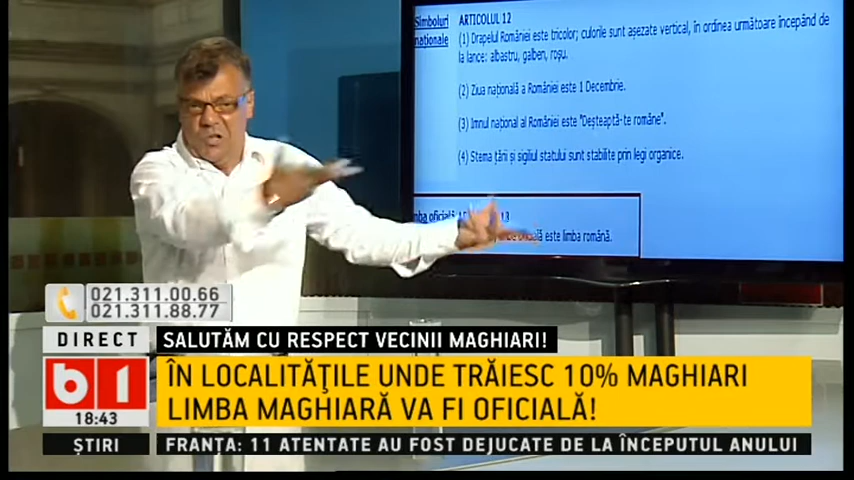 Simboluri
naționale
ARTICOLUL 12
(1) Drapelul României este tricolor; culorile sunt așezate vertical, în ordinea următoare începând de
la lance: albastru, galben, roșu.
(2) Ziua națională a României este 1 Decembrie.
(3) Imnul național al României este "Deșteaptă-te române".
(4) Stema țării și sigiliul statului sunt stabilite prin legi organice.
oficială
este limba română.
021.311.00.66
021.311.88.77
DIRECT
SALUTĂM CU RESPECT VECINII MAGHIARI!
b1
ÎN LOCALITĂŢILE UNDE TRĂIESC 10% MAGHIARI
LIMBA MAGHIARĂ VA FI OFICIALĂ!
18:43
ȘTIRI
FRANȚA: 11 ATENTATE AU FOST DEJUCATE DE LA ÎNCEPUTUL ANULUI